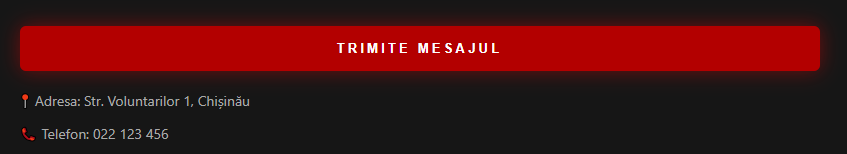 TRIMITE MESAJUL
📍 Adresa: Str. Voluntarilor 1, Chișinău
📞 Telefon: 022 123 456